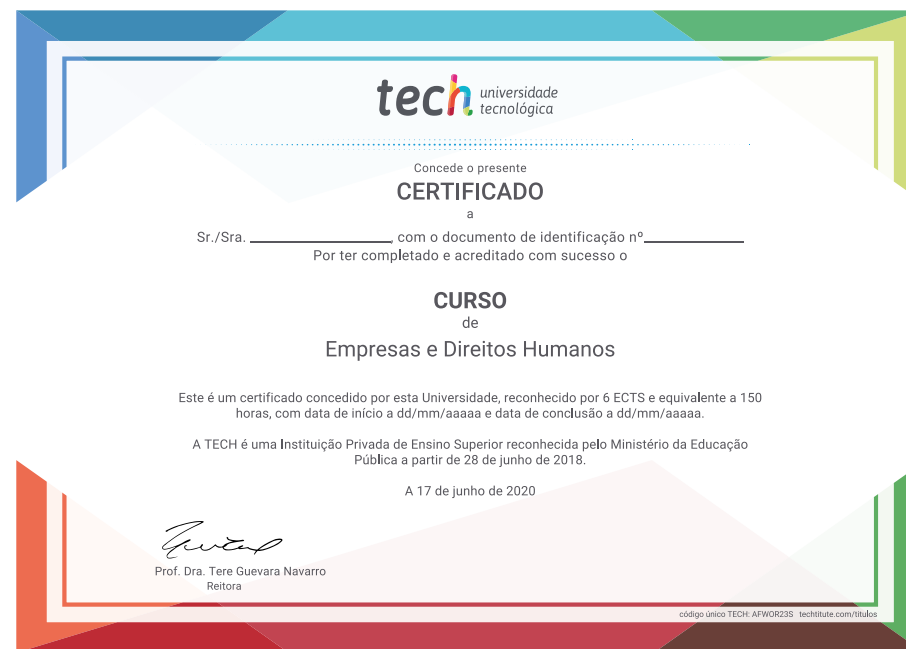 tech universidade
tecnológica
Concede o presente
CERTIFICADO
a
Sr./Sra. ____________________, com o documento de identificação nº______________
Por ter completado e acreditado com sucesso o
CURSO
de
Empresas e Direitos Humanos
Este é um certificado concedido por esta Universidade, reconhecido por 6 ECTS e equivalente a 150
horas, com data de início a dd/mm/aaaaa e data de conclusão a dd/mm/aaaaa.
A TECH é uma Instituição Privada de Ensino Superior reconhecida pelo Ministério da Educação
Pública a partir de 28 de junho de 2018.
A 17 de junho de 2020
Prof. Dra. Tere Guevara Navarro
Reitora
código único TECH: AFWOR23S techtitute.com/titulos